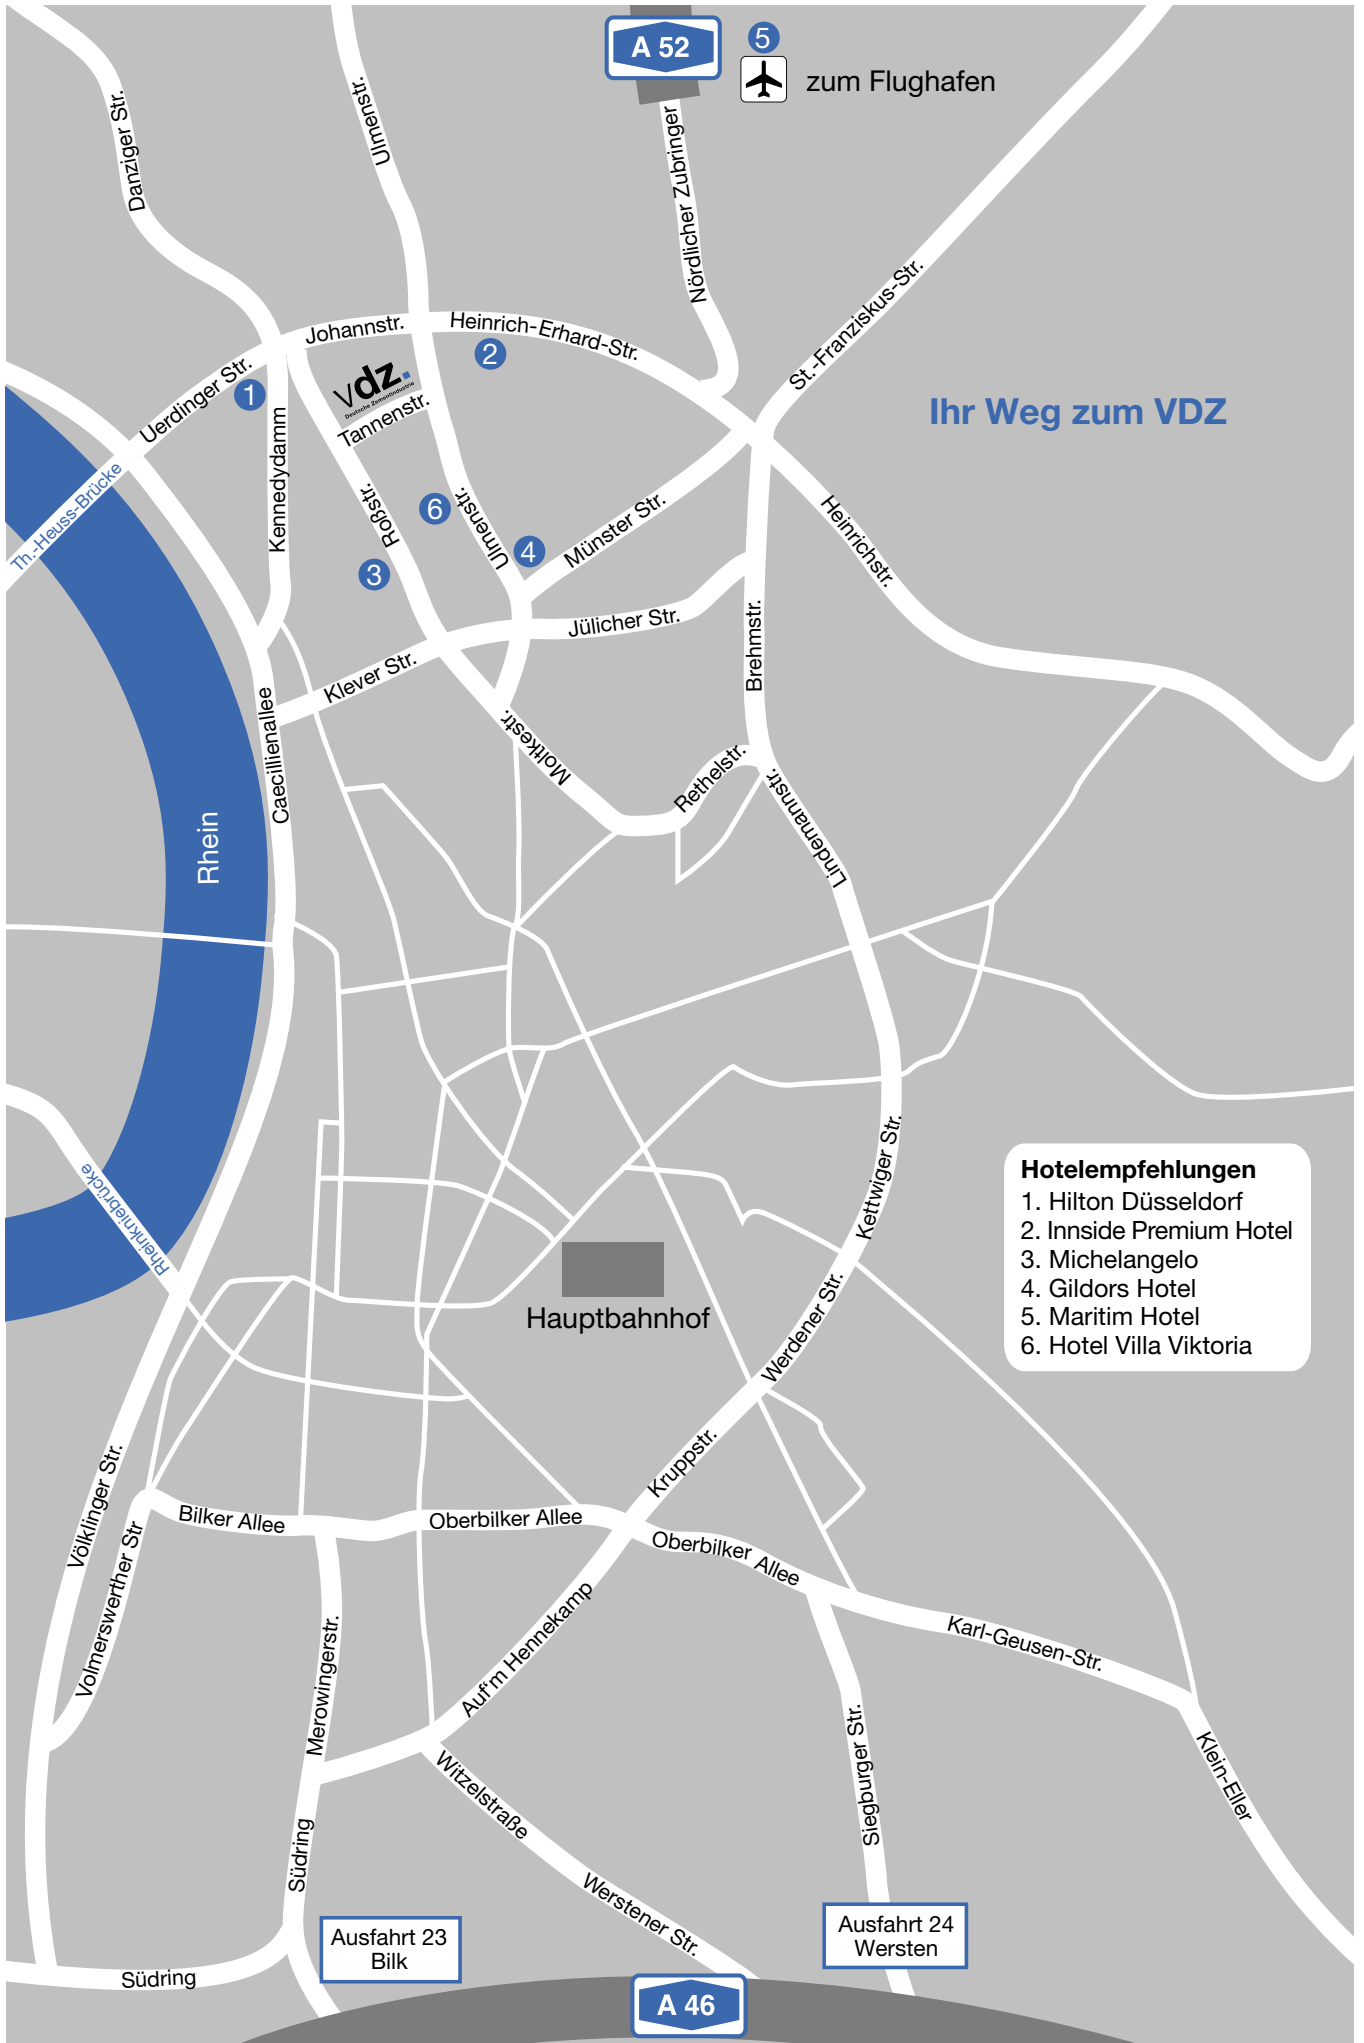 A 52
5
zum Flughafen
Danziger Str.
Ulmenstr.
Nördlicher Zubringer
St.-Franziskus-Str.
Johannstr.
Heinrich-Erhard-Str.
2
Uerdinger Str.
1
vdz.
Deutsche Zementindustrie
Tannenstr.
Ihr Weg zum VDZ
Th.-Heuss-Brücke
Kennedydamm
Roßstr.
6
Ulmenstr.
4
3
Münster Str.
Heinrichstr.
Jülicher Str.
Brehmstr.
Klever Str.
Caecillienallee
Moltkestr.
Rethelstr.
Lindemannstr.
Rhein
Rheinkniebrücke
Kettwiger Str.
Hotelempfehlungen
1. Hilton Düsseldorf
2. Innside Premium Hotel
3. Michelangelo
4. Gildors Hotel
5. Maritim Hotel
6. Hotel Villa Viktoria
Hauptbahnhof
Werdener Str.
Kruppstr.
Völklinger Str.
Volmerswerther Str
Bilker Allee
Oberbilker Allee
Oberbilker Allee
Karl-Geusen-Str.
Merowingerstr.
Auf'm Hennekamp
Witzelstraße
Siegburger Str.
Klein-Eller
Südring
Werstener Str.
Ausfahrt 23
Bilk
Ausfahrt 24
Wersten
Südring
A 46